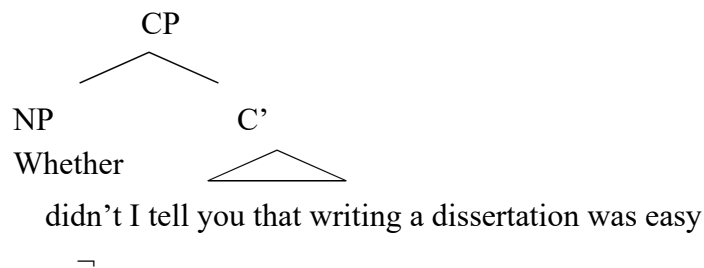 CP
NP C’
Whether
didn’t I tell you that writing a dissertation was easy